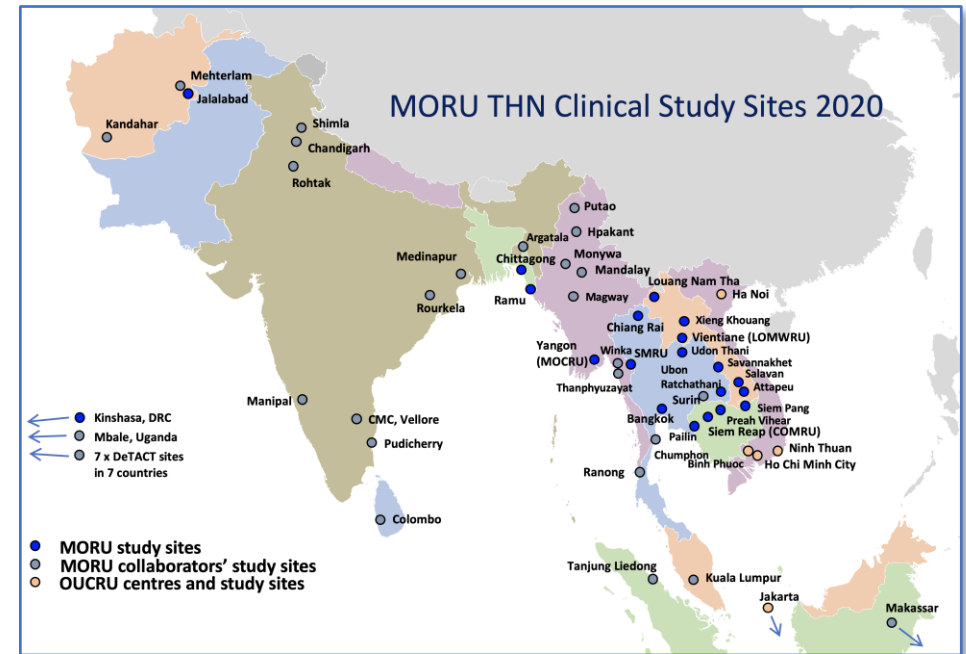 MORU THN Clinical Study Sites 2020
Mehterlam
Jalalabad
Kandahar
Shimla
Chandigarh
Rohtak
Putao
Hpakant
Argatala
Chittagong
Monywa
Mandalay
Medinapur
Louang Nam Tha
Ha Noi
Rourkela
Ramu
Magway
Chiang Rai
Xieng Khouang
Vientiane (LOMWRU)
Yangon
(MOCRU)
Winka
SMRU
Udon Thani
Savannakhet
Thanphyuzayat
Ubon
Ratchathani
Salavan
Attapeu
Surin
Siem Pang
Manipal
Bangkok
Preah Vihear
Kinshasa, DRC
CMC, Vellore
Pailin
Siem Reap (COMRU)
Mbale, Uganda
Pudicherry
Chumphon
Ninh Thuan
7 x DeTACT sites
in 7 countries
Ranong
Binh Phuoc
Ho Chi Minh City
Colombo
MORU study sites
MORU collaborators' study sites
OUCRU centres and study sites
Tanjung Liedong
Kuala Lumpur
Jakarta
Makassar